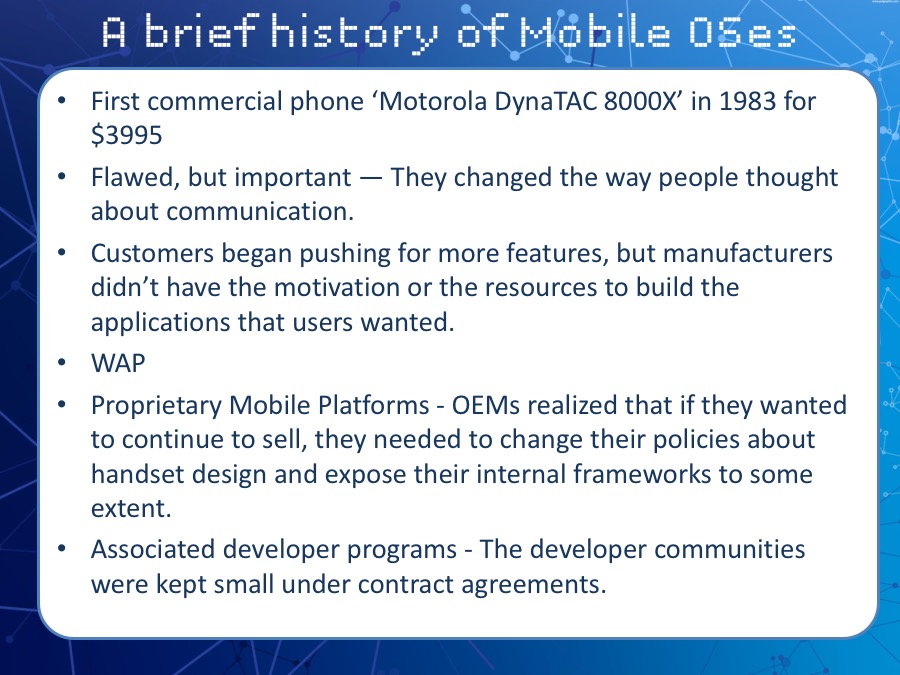 A brief history of Mobile OSes
• First commercial phone ‘Motorola DynaTAC 8000X’ in 1983 for
$3995
• Flawed, but important — They changed the way people thought
about communication.
• Customers began pushing for more features, but manufacturers
didn’t have the motivation or the resources to build the
applications that users wanted.
• WAP
• Proprietary Mobile Platforms - OEMs realized that if they wanted
to continue to sell, they needed to change their policies about
handset design and expose their internal frameworks to some
extent.
• Associated developer programs - The developer communities
were kept small under contract agreements.